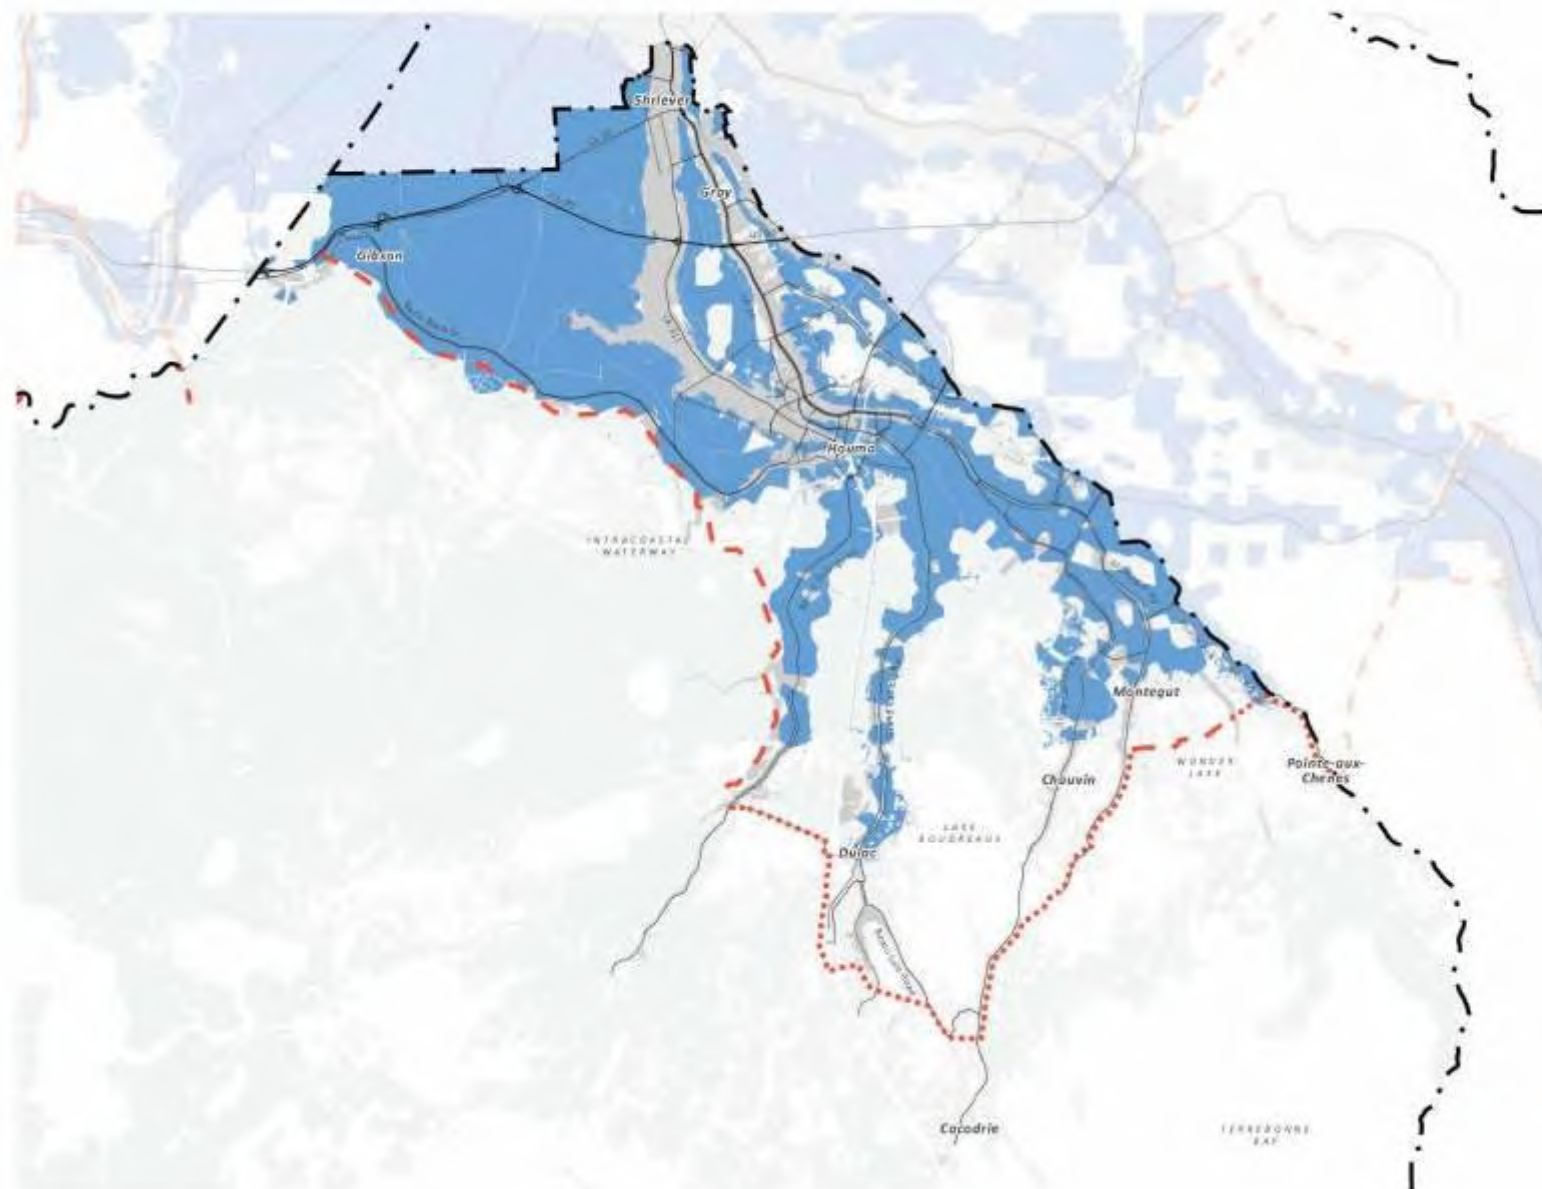 Shriever
Gray
Gibson
Houma
INTRACOASTAL
WATERWAY
Montegut
WONDER
LAKE
Pointe-aux-
Chenes
Chauvin
LAKE
BOUDREAUX
Dulac
Cocodrie
TERREBONNE
BAY